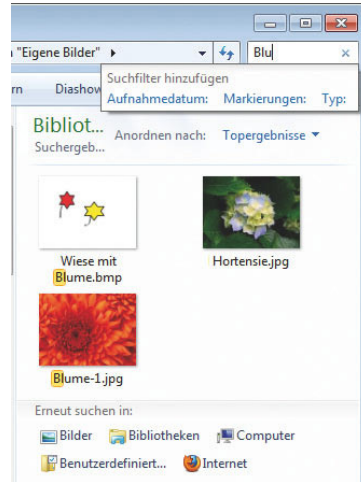 n "Eigene Bilder"
Blu
Suchfilter hinzufügen
Aufnahmedatum: Markierungen: Typ:
rn Diashow
Bibliot...
Suchergeb...
Anordnen nach: Topergebnisse
Wiese mit
Blume.bmp
Hortensie.jpg
Blume-1.jpg
Erneut suchen in:
Bilder Bibliotheken Computer
Benutzerdefiniert... Internet